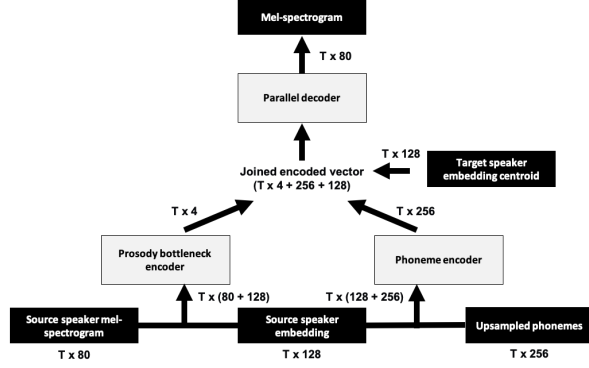 Mel-spectrogram
T x 80
Parallel decoder
Joined encoded vector
(T x 4 + 256 + 128)
T x 128
Target speaker
embedding centroid
T x 4
T x 256
Prosody bottleneck
encoder
Phoneme encoder
T x (80 + 128)
T x (128 + 256)
Source speaker mel-
spectrogram
Source speaker
embedding
Upsampled phonemes
T x 80
T x 128
T x 256